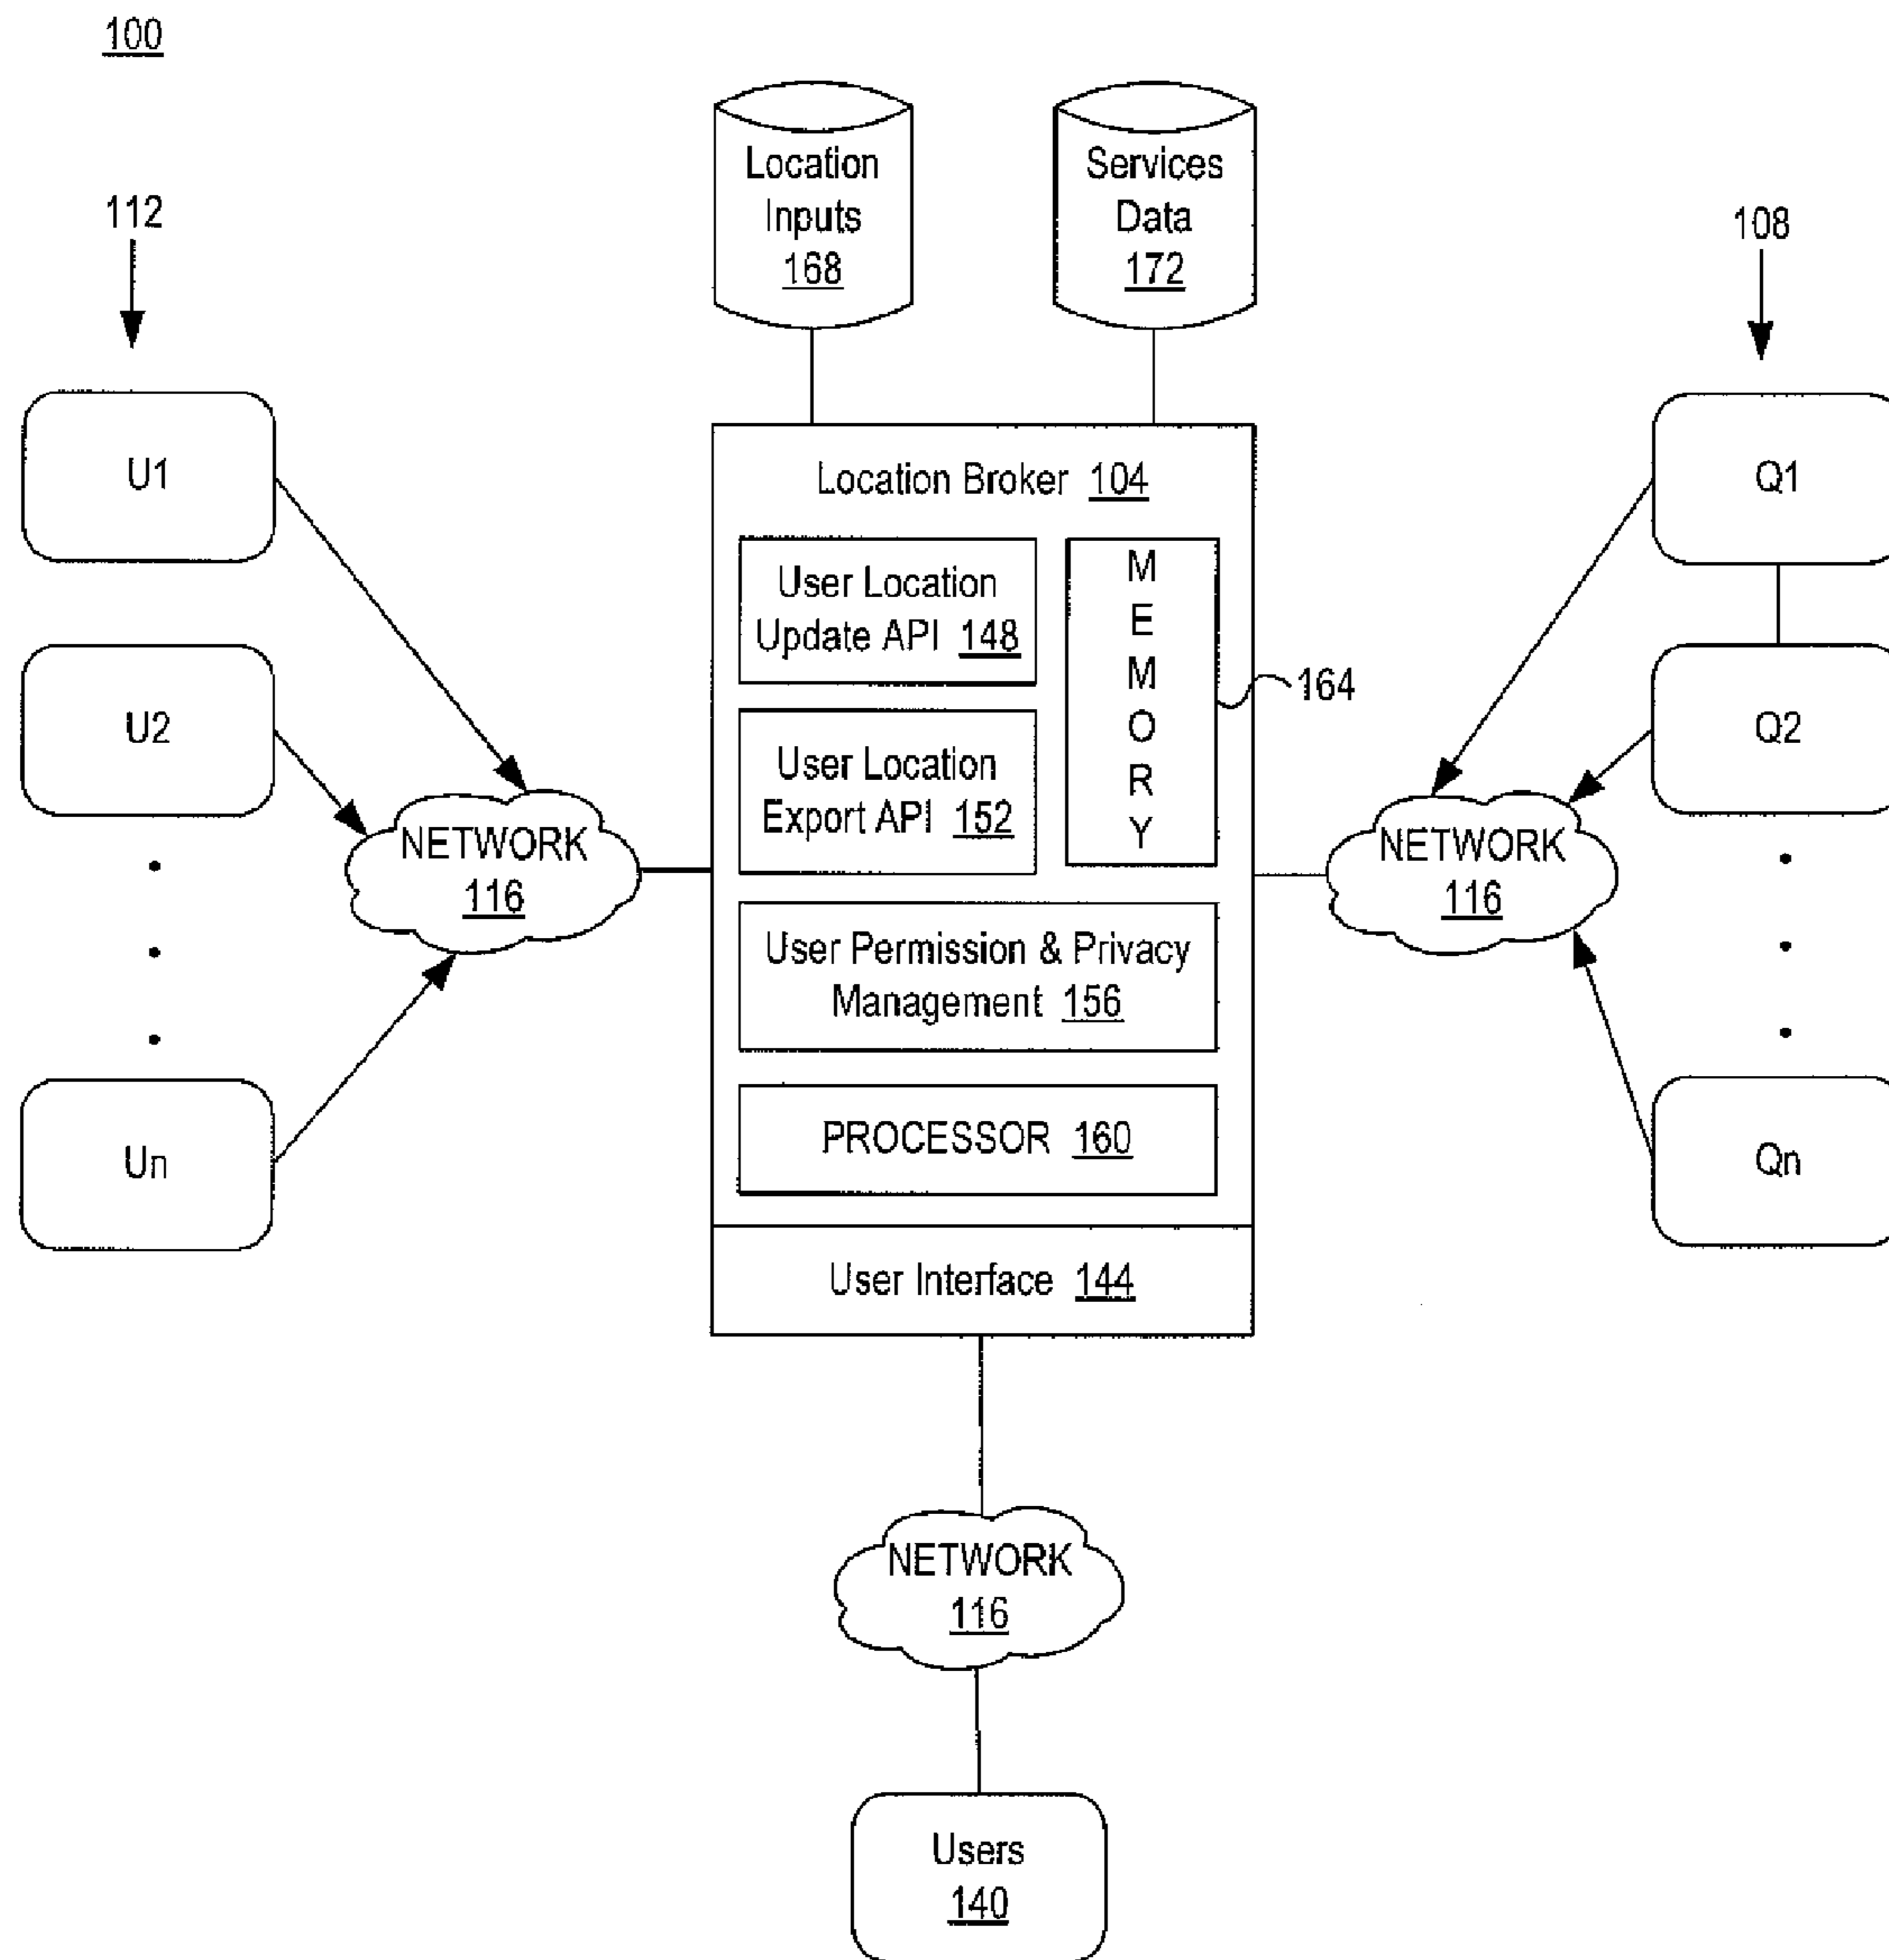 100
112
108
Location
Inputs
168
Services
Data
172
U1
U2
Un
NETWORK
116
Location Broker 104
User Location
Update API 148
User Location
Export API 152
M
E
M
O
R
Y
164
User Permission & Privacy
Management 156
PROCESSOR 160
User Interface 144
NETWORK
116
Q1
Q2
Qn
NETWORK
116
Users
140